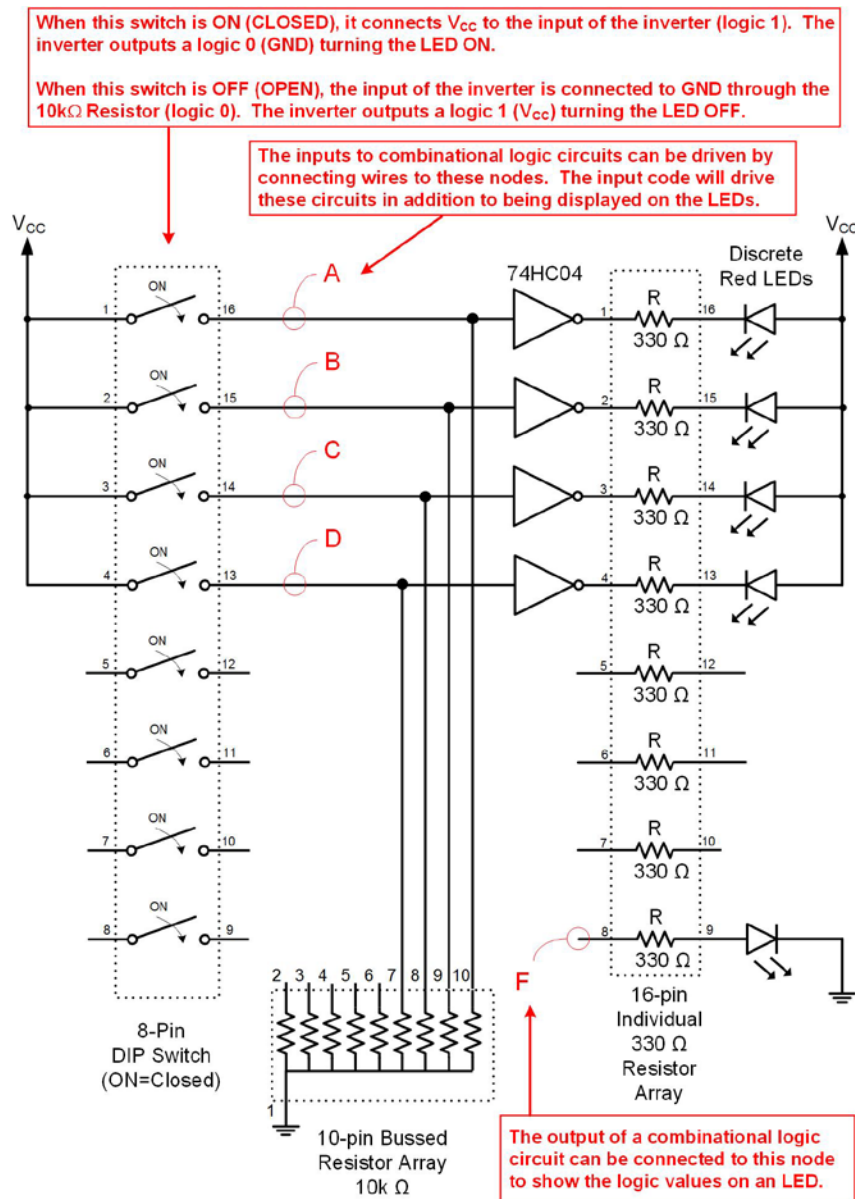 When this switch is ON (CLOSED), it connects VCC to the input of the inverter (logic 1). The
inverter outputs a logic 0 (GND) turning the LED ON.
When this switch is OFF (OPEN), the input of the inverter is connected to GND through the
10kΩ Resistor (logic 0). The inverter outputs a logic 1 (VCC) turning the LED OFF.
The inputs to combinational logic circuits can be driven by
connecting wires to these nodes. The input code will drive
these circuits in addition to being displayed on the LEDs.
VCC
VCC
Discrete
Red LEDs
74HC04
A
ON
1
16
1
R
16
330 Ω
B
ON
2
15
2
R
15
330 Ω
C
ON
3
14
3
R
14
330 Ω
D
ON
4
13
4
R
13
330 Ω
ON
5
12
5
R
12
330 Ω
ON
6
11
6
R
11
330 Ω
ON
7
10
7
R
10
330 Ω
ON
8
9
8
R
9
330 Ω
F
2 3 4 5 6 7 8 9 10
1
8-Pin
DIP Switch
(ON=Closed)
10-pin Bussed
Resistor Array
10k Ω
16-pin
Individual
330 Ω
Resistor
Array
The output of a combinational logic
circuit can be connected to this node
to show the logic values on an LED.